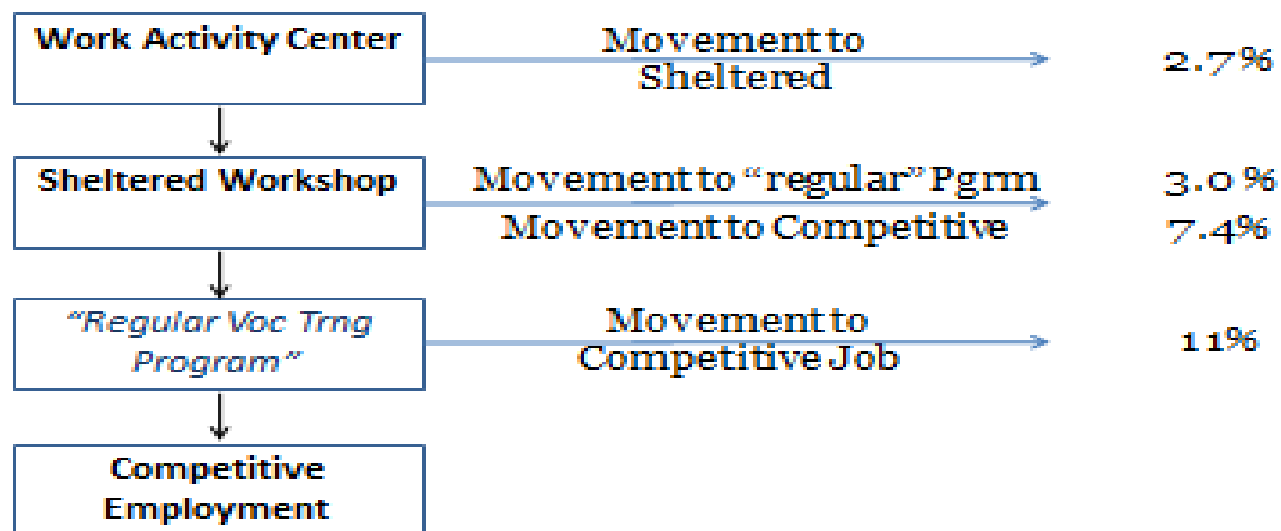 Work Activity Center
Movement to
Sheltered
2.7%
Sheltered Workshop
Movement to “regular” Pgrm
3.0%
Movement to Competitive
7.4%
“Regular Voc Trng
Program”
Movement to
Competitive Job
11%
Competitive
Employment